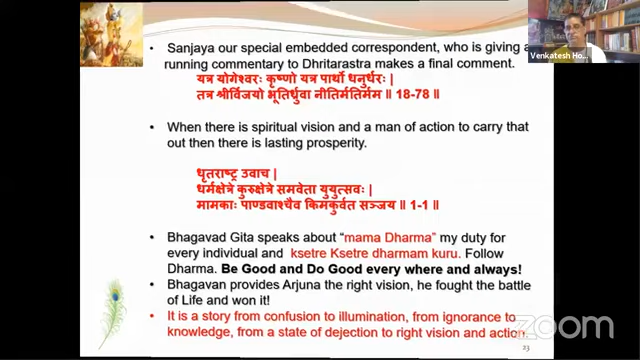 Sanjaya our special embedded correspondent, who is giving a
running commentary to Dhritarastra makes a final comment.
यत्र योगेश्वरः कृष्णो यत्र पार्थो धनुर्धरः |
तत्र श्रीर्विजयो भूतिर्ध्रुवा नीतिर्मतिर्मम ॥ 18-78 ॥
Venkatesh Ho...
When there is spiritual vision and a man of action to carry that
out then there is lasting prosperity.
धृतराष्ट्र उवाच |
धर्मक्षेत्रे कुरुक्षेत्रे समवेता युयुत्सवः |
मामकाः पाण्डवाश्चैव किमकुर्वत सञ्जय ॥ 1-1 ॥
Bhagavad Gita speaks about “mama Dharma” my duty for
every individual and ksetre Ksetre dharmam kuru. Follow
Dharma. Be Good and Do Good every where and always!
Bhagavan provides Arjuna the right vision, he fought the battle
of Life and won it!
It is a story from confusion to illumination, from ignorance to
knowledge, from a state of dejection to right vision and action.
zoom
23